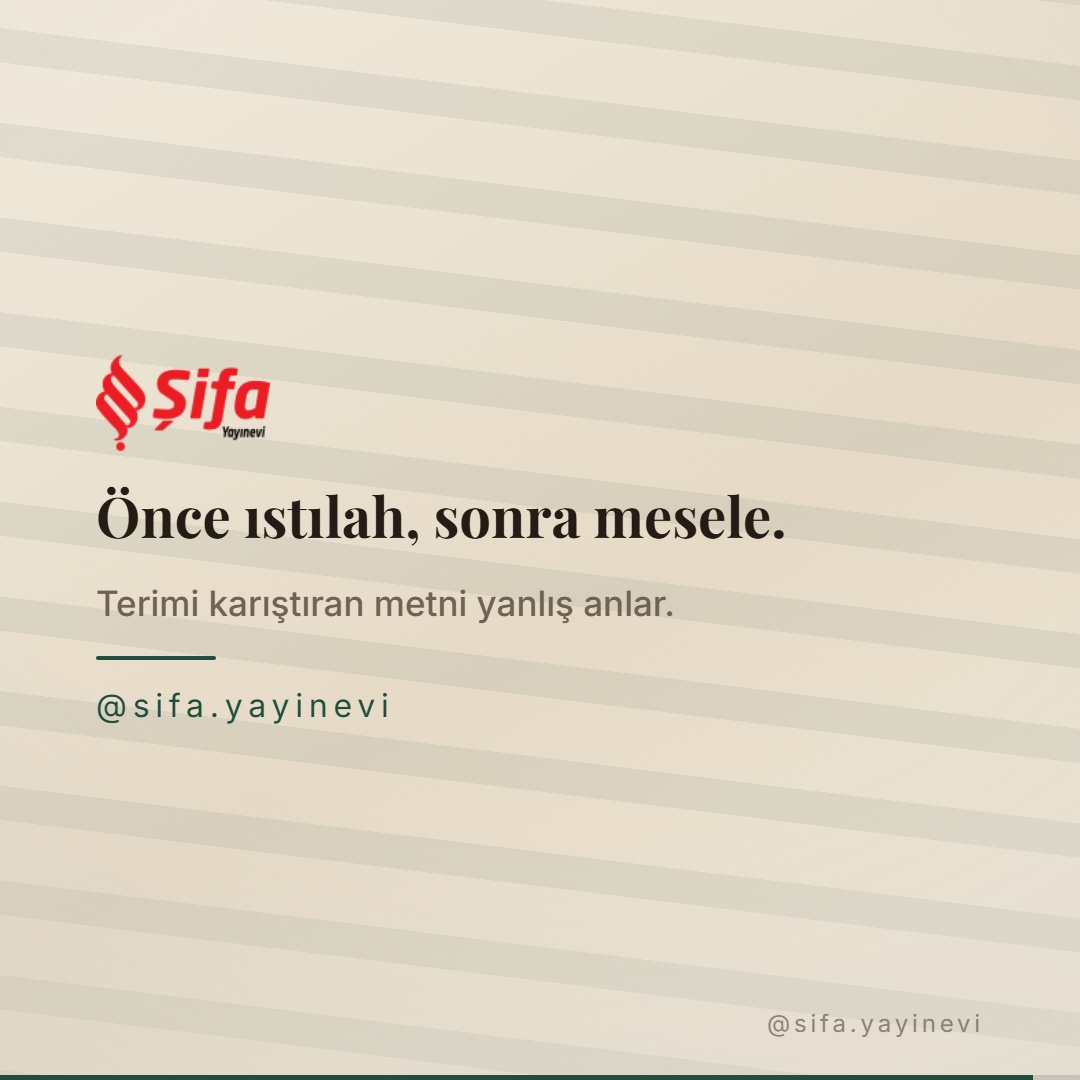 Şifa
Yayınevi
Önce ıstılah, sonra mesele.
Terimi karıştıran metni yanlış anlar.
@sifa.yayinevi
@sifa.yayinevi